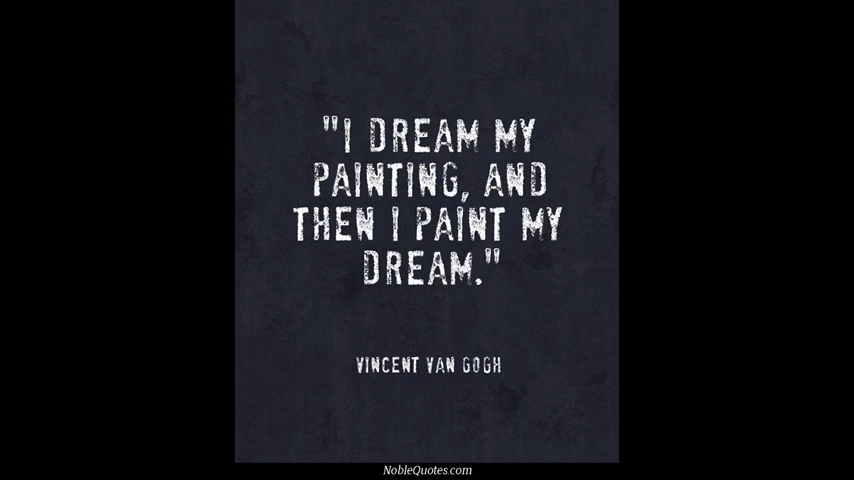 "I DREAM MY
PAINTING, AND
THEN I PAINT MY
DREAM."
VINCENT VAN GOGH
NobleQuotes.com